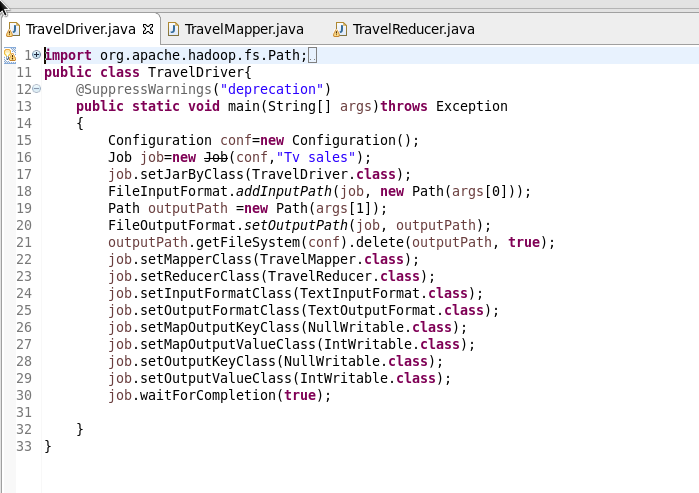 TravelDriver.java TravelMapper.java TravelReducer.java
1 import org.apache.hadoop.fs.Path;
11 public class TravelDriver{
12 @SuppressWarnings("deprecation")
13 public static void main(String[] args)throws Exception
14 {
15 Configuration conf=new Configuration();
16 Job job=new Job(conf,"Tv sales");
17 job.setJarByClass(TravelDriver.class);
18 FileInputFormat.addInputPath(job, new Path(args[0]));
19 Path outputPath =new Path(args[1]);
20 FileOutputFormat.setOutputPath(job, outputPath);
21 outputPath.getFileSystem(conf).delete(outputPath, true);
22 job.setMapperClass(TravelMapper.class);
23 job.setReducerClass(TravelReducer.class);
24 job.setInputFormatClass(TextInputFormat.class);
25 job.setOutputFormatClass(TextOutputFormat.class);
26 job.setMapOutputKeyClass(NullWritable.class);
27 job.setMapOutputValueClass(IntWritable.class);
28 job.setOutputKeyClass(NullWritable.class);
29 job.setOutputValueClass(IntWritable.class);
30 job.waitForCompletion(true);
31
32 }
33 }